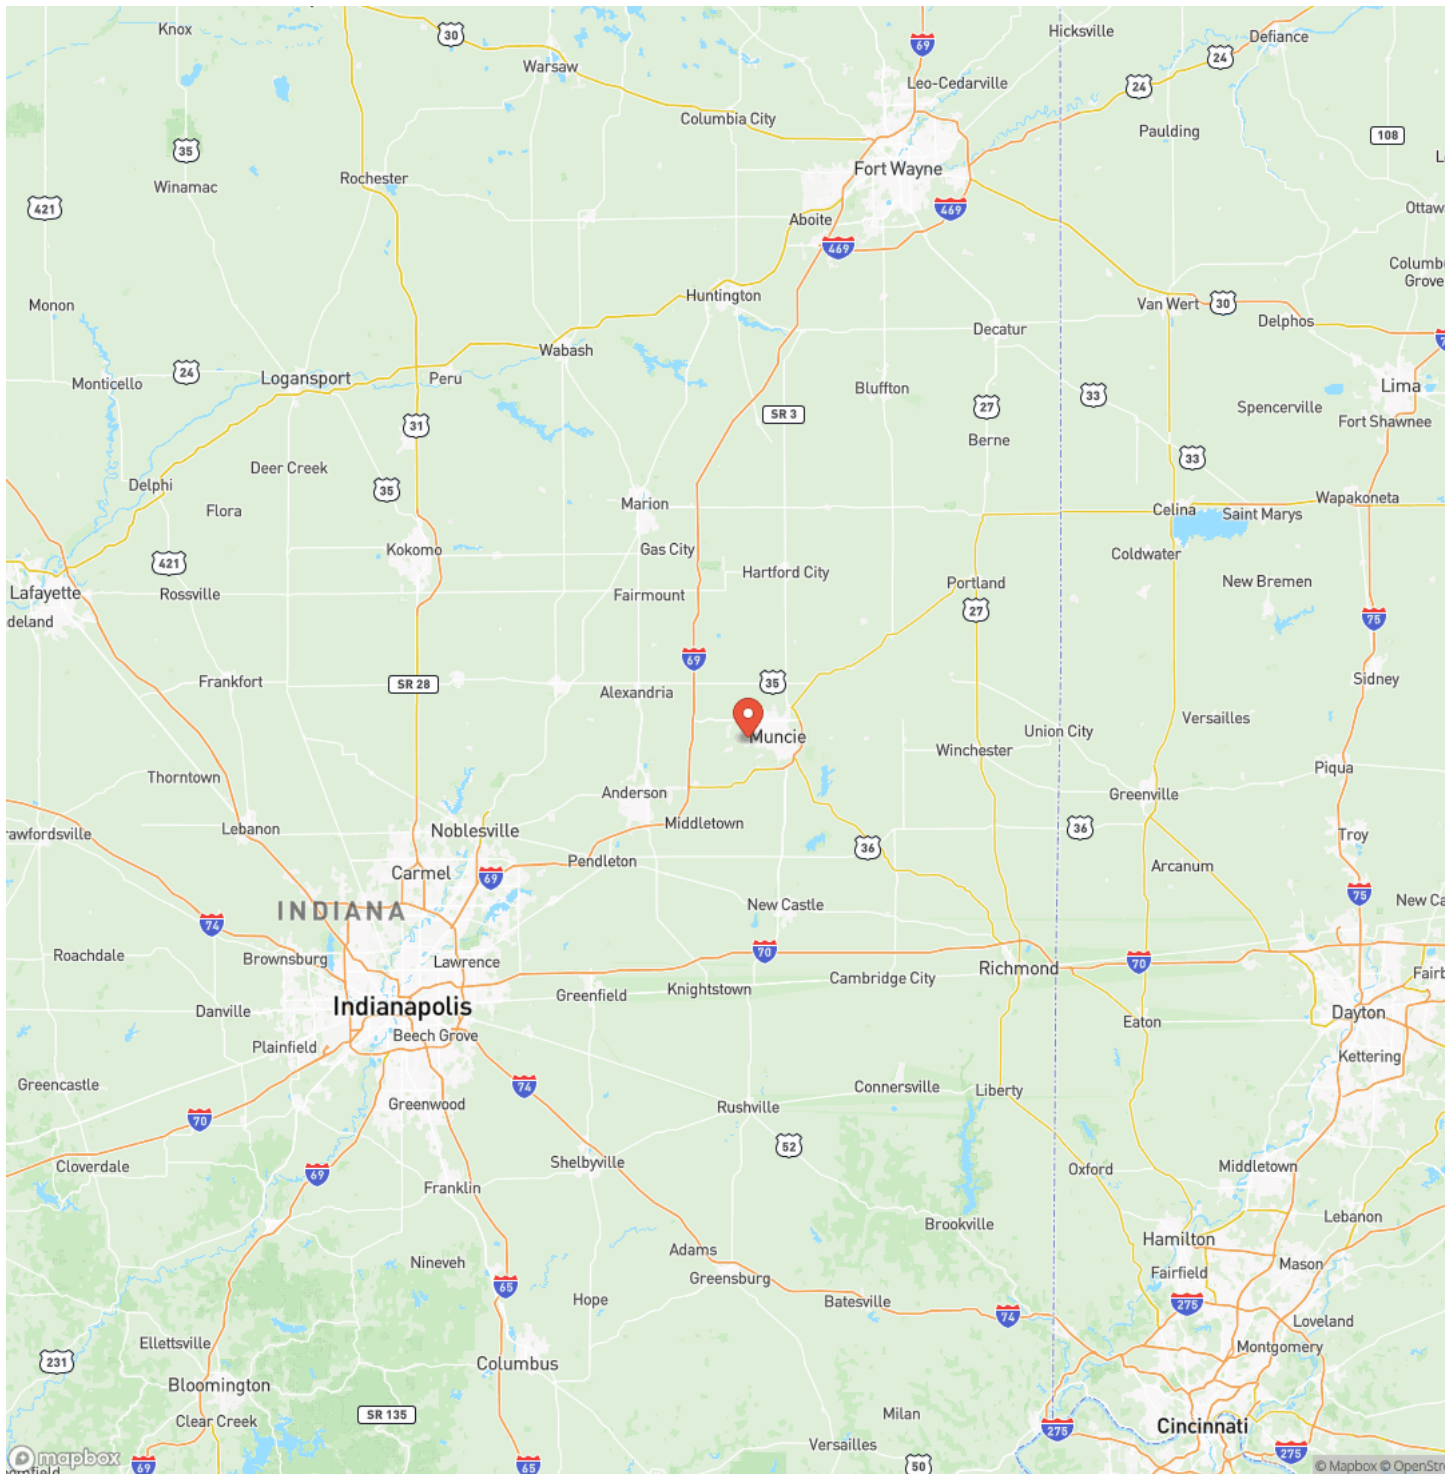 Knox
30
Warsaw
69
Hicksville
Defiance
24
Leo-Cedarville
24
Columbia City
Paulding
108
35
Winamac
Rochester
Fort Wayne
421
469
Aboite
469
Ottaw
Columbu
Grove
Monon
Huntington
Van Wert
30
Delphos
Decatur
Wabash
24
Monticello
Logansport
Peru
Bluffton
33
Lima
27
Spencerville
31
SR 3
Fort Shawnee
Berne
33
Deer Creek
Delphi
35
Marion
Wapakoneta
Flora
Celina
Saint Marys
Kokomo
Gas City
Coldwater
421
Hartford City
Portland
New Bremen
Lafayette
Rossville
Fairmount
27
deland
75
69
Frankfort
SR 28
Alexandria
35
Sidney
Versailles
Muncie
Union City
Winchester
Thorntown
Piqua
Anderson
Greenville
rawfordsville
Lebanon
Noblesville
Middletown
36
Troy
36
Pendleton
Carmel
69
Arcanum
75
New Ca
INDIANA
New Castle
74
Roachdale
Brownsburg
Lawrence
70
Richmond
70
Fairb
Cambridge City
Greenfield
Knightstown
Indianapolis
Danville
Dayton
Beech Grove
Eaton
Plainfield
Kettering
Greencastle
74
Connersville
Liberty
70
Greenwood
Rushville
52
Cloverdale
69
Shelbyville
Oxford
Middletown
Franklin
Brookville
Lebanon
Hamilton
Adams
Nineveh
Mason
Greensburg
Fairfield
65
Hope
Batesville
275
74
Loveland
Ellettsville
Montgomery
231
Columbus
Bloomington
SR 135
Clear Creek
Milan
275
Cincinnati
Versailles
275
mapbox
69
65
50
© Mapbox © OpenStre